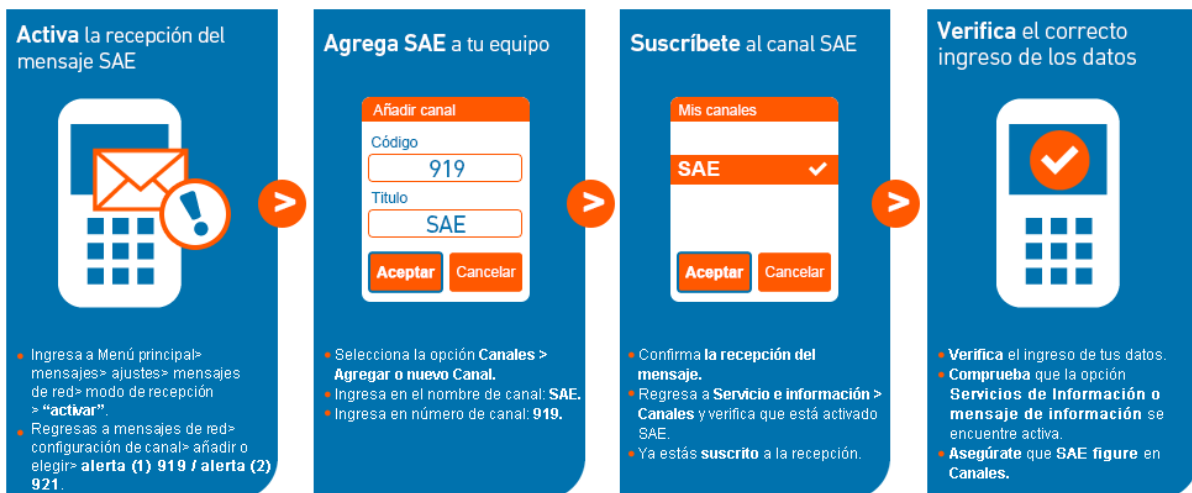 Activa la recepción del
mensaje SAE
>
• Ingresa a Menú principal>
mensajes> ajustes> mensajes
de red> modo de recepción
> “activar”.
• Regresas a mensajes de red>
configuración de canal> añadir o
elegir> alerta (1) 919 / alerta (2)
921.
Agrega SAE a tu equipo
Añadir canal
Código
919
Titulo
SAE
Aceptar Cancelar
>
• Selecciona la opción Canales >
Agregar o nuevo Canal.
• Ingresa en el nombre de canal: SAE.
• Ingresa en número de canal: 919.
Suscríbete al canal SAE
Mis canales
SAE
Aceptar Cancelar
>
• Confirma la recepción del
mensaje.
• Regresa a Servicio e información >
Canales y verifica que está activado
SAE.
• Ya estás suscrito a la recepción.
Verifica el correcto
ingreso de los datos
• Verifica el ingreso de tus datos.
• Comprueba que la opción
Servicios de Información o
mensaje de información se
encuentre activa.
• Asegúrate que SAE figure en
Canales.